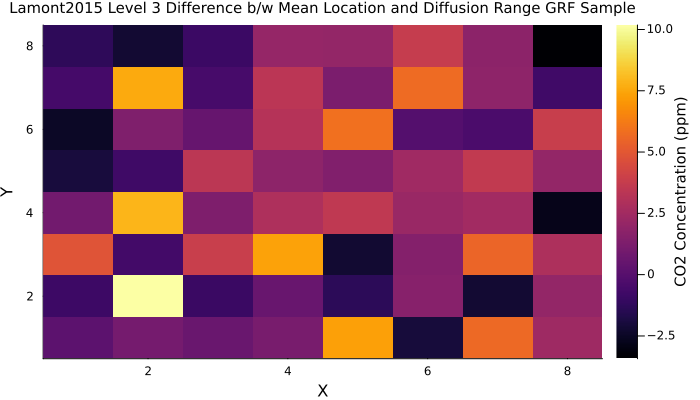 Lamont2015 Level 3 Difference b/w Mean Location and Diffusion Range GRF Sample
8
6
4
2
Y
2 4 6 8
X
10.0
7.5
5.0
2.5
0
−2.5
CO2 Concentration (ppm)